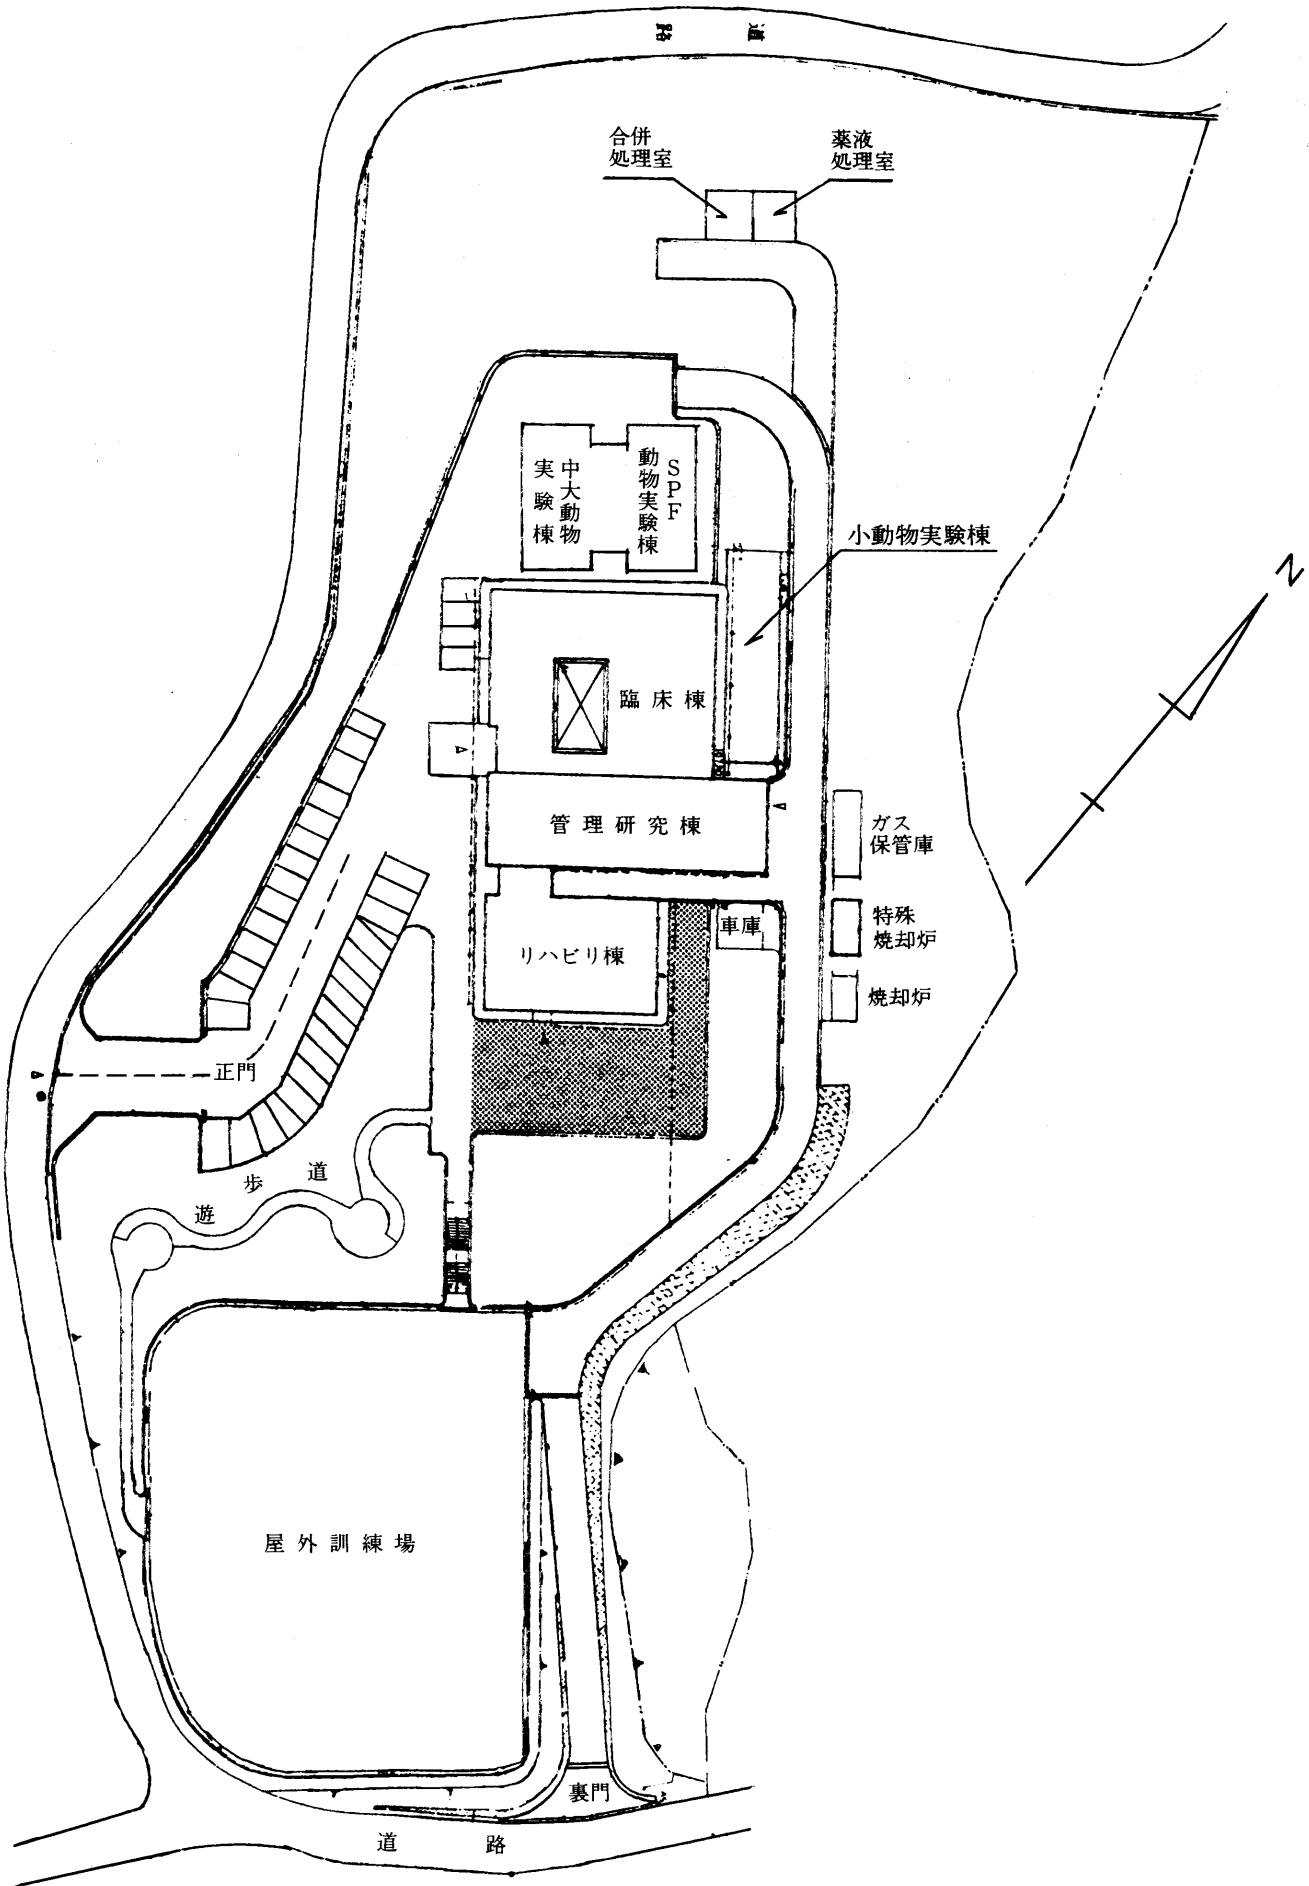 道路
合併
処理室
薬液
処理室
中大動物
実験棟
SPF
動物実験棟
小動物実験棟
N
臨床棟
管理研究棟
ガス
保管庫
車庫
特殊
焼却炉
リハビリ棟
焼却炉
正門
遊歩道
屋外訓練場
裏門
道路